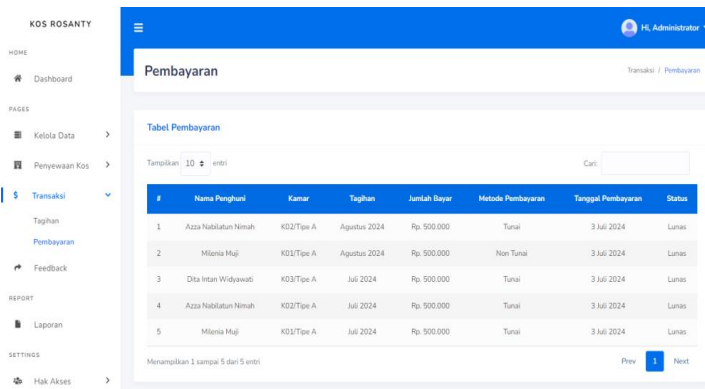 KOS ROSANTY
Hi, Administrator
HOME
Dashboard
PAGES
Kelola Data
Penyewaan Kos
Transaksi
Tagihan
Pembayaran
Feedback
REPORT
Laporan
SETTINGS
Hak Akses
Pembayaran
Transaksi / Pembayaran
Tabel Pembayaran
Tampilkan 10 entri
Cari:
# Nama Penghuni Kamar Tagihan Jumlah Bayar Metode Pembayaran Tanggal Pembayaran Status
1 Azza Nabilatun Nimah K02/Tipe A Agustus 2024 Rp. 500.000 Tunai 3 Juli 2024 Lunas
2 Milenia Muji K01/Tipe A Agustus 2024 Rp. 500.000 Non Tunai 3 Juli 2024 Lunas
3 Dita Intan Widyawati K03/Tipe A Juli 2024 Rp. 500.000 Tunai 3 Juli 2024 Lunas
4 Azza Nabilatun Nimah K02/Tipe A Juli 2024 Rp. 500.000 Tunai 3 Juli 2024 Lunas
5 Milenia Muji K01/Tipe A Juli 2024 Rp. 500.000 Tunai 3 Juli 2024 Lunas
Menampilkan 1 sampai 5 dari 5 entri
Prev 1 Next